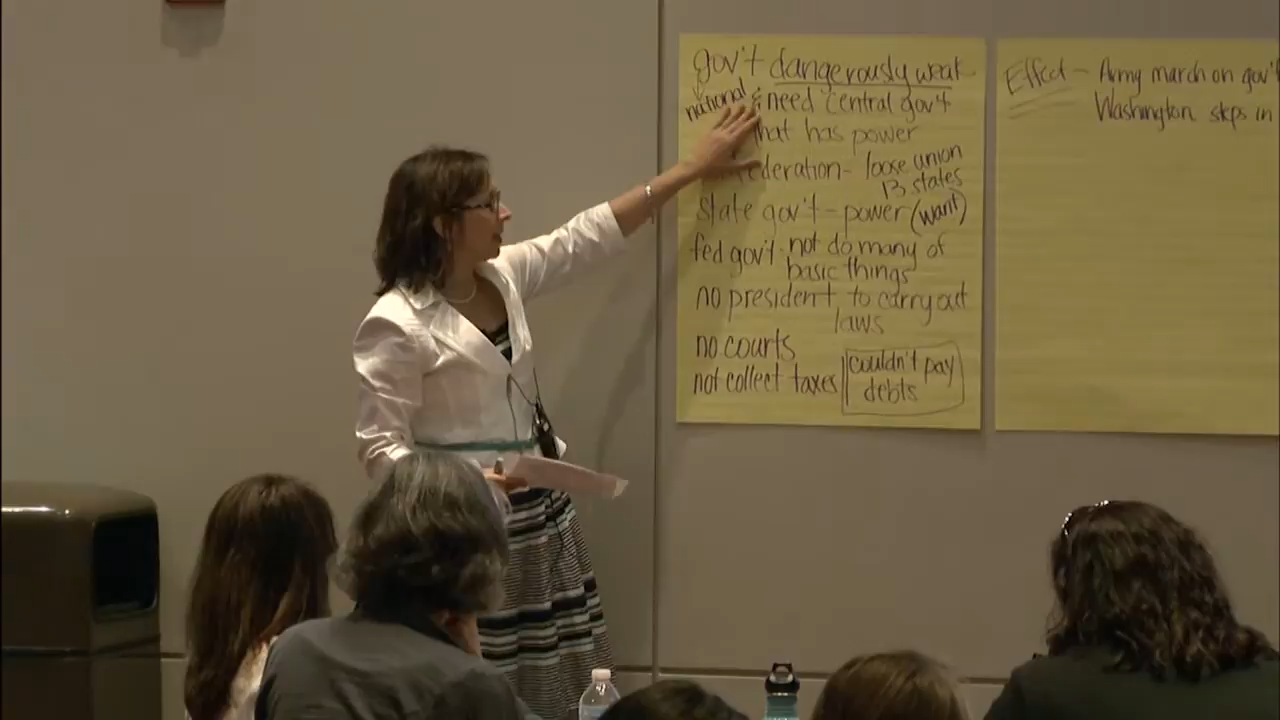 gov't dangerously weak
national & need central gov't
that has power
ederation - loose union
13 states
state gov't - power (want)
fed gov't not do many of
basic things
no president to carry out
laws
no courts
not collect taxes
couldn't pay
debts
Effect - Army march on gov't
Washington steps in